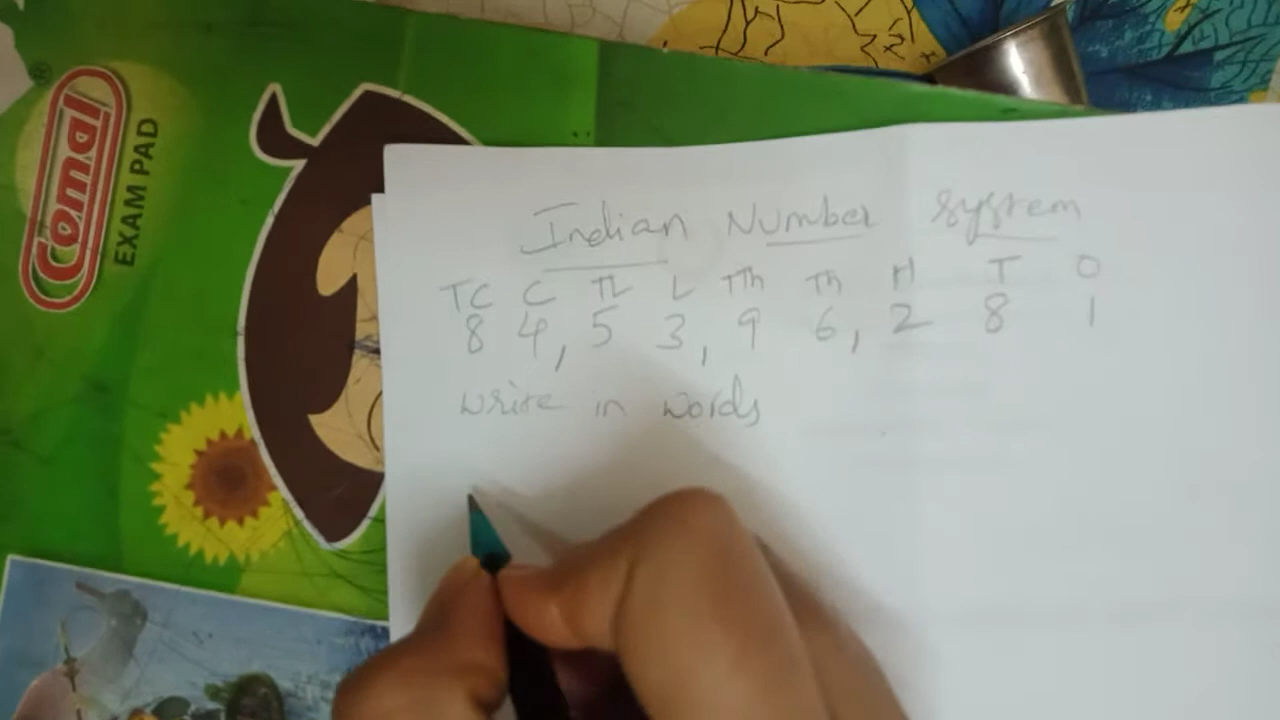 Comal®
EXAM PAD
Indian Number System
TC C TL L TTh Th H T O
8 4, 5 3, 9 6, 2 8 1
write in words